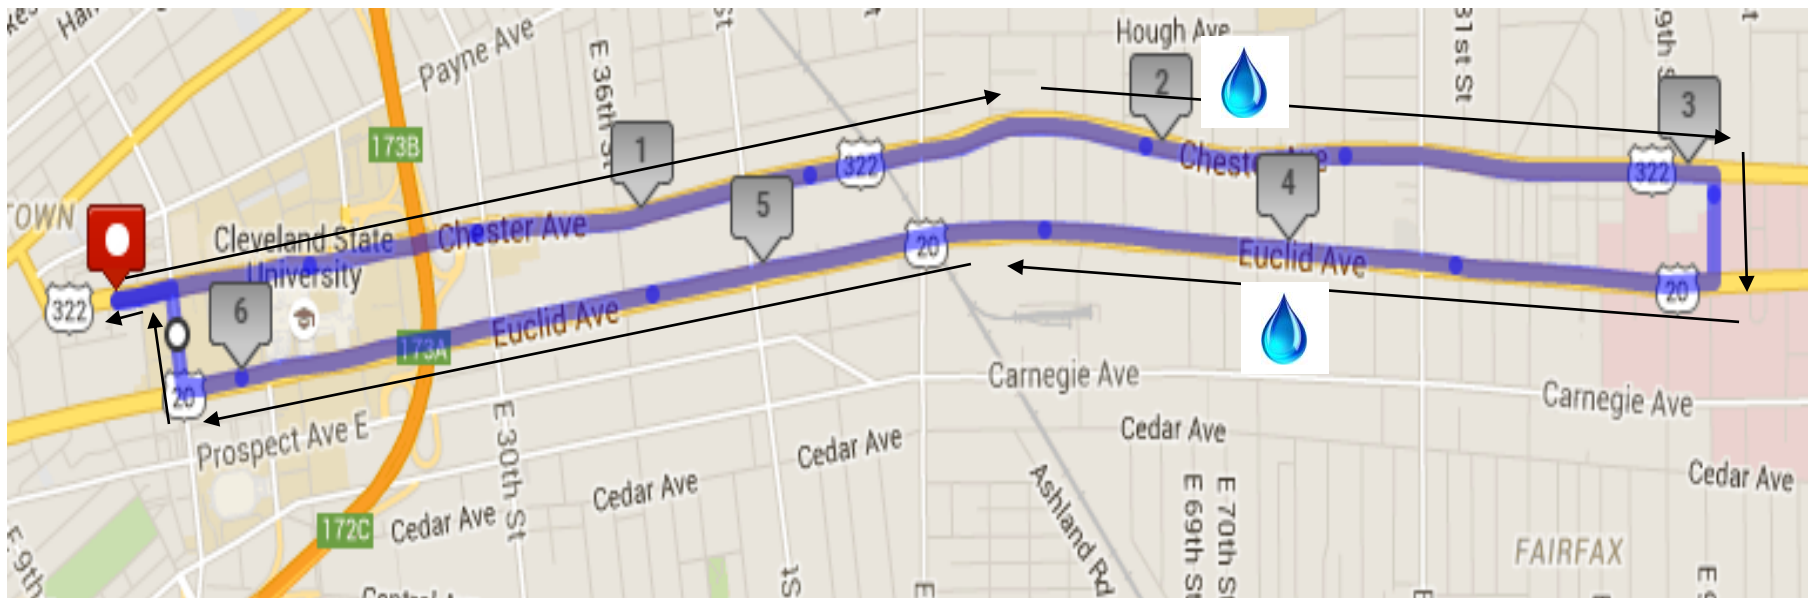 Payne Ave
E 36th St
Hough Ave
81st St
2
3
173B
1
322
Chester Ave
322
4
5
TOWN
Cleveland State
University
Chester Ave
20
Euclid Ave
20
322
6
Euclid Ave
173A
20
Prospect Ave E
E 30th St
Carnegie Ave
Carnegie Ave
Cedar Ave
Cedar Ave
Cedar Ave
Cedar Ave
Cedar Ave
172C
Ashland Rd
E 69th St
E 70th St
FAIRFAX
E 9th